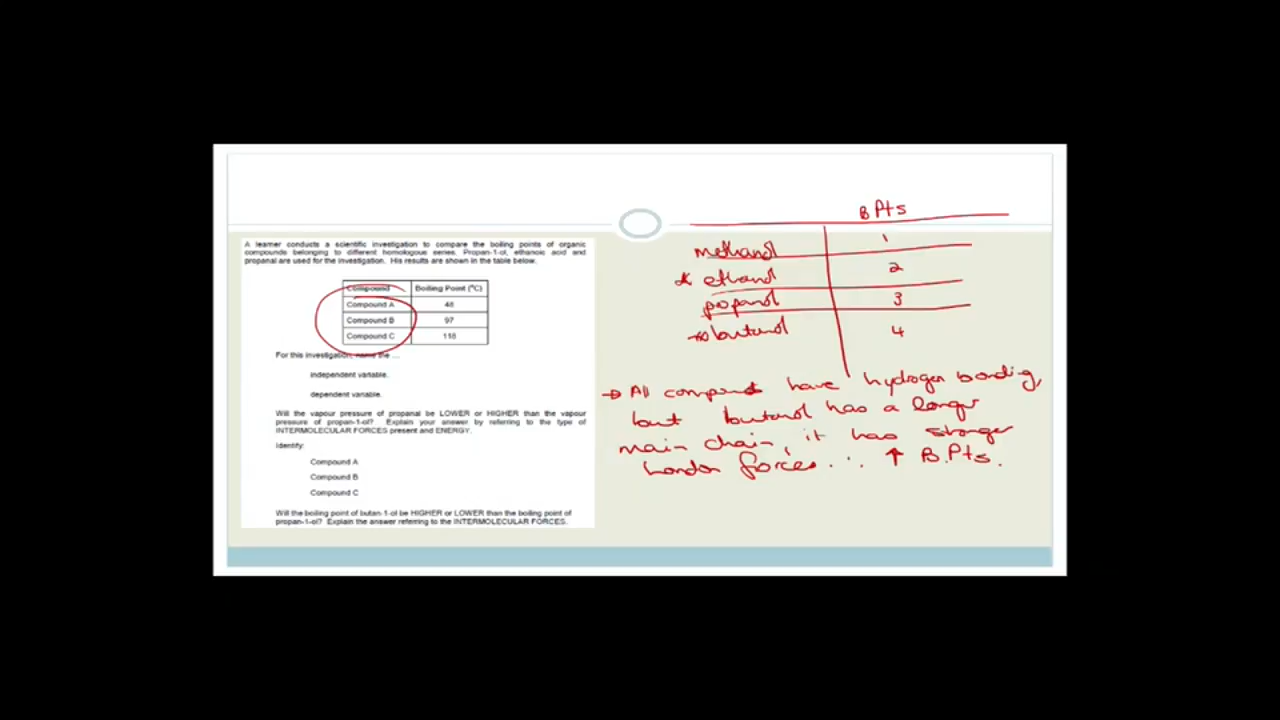 A learner conducts a scientific investigation to compare the boiling points of organic
compounds belonging to different homologous series. Propan-1-ol, ethanoic acid and
propanal are used for the investigation. His results are shown in the table below.
Compound Boiling Point (°C)
Compound A 48
Compound B 97
Compound C 118
For this investigation, name the ...
independent variable.
dependent variable.
Will the vapour pressure of propanal be LOWER or HIGHER than the vapour
pressure of propan-1-ol? Explain your answer by referring to the type of
INTERMOLECULAR FORCES present and ENERGY.
Identify:
Compound A
Compound B
Compound C
Will the boiling point of butan-1-ol be HIGHER or LOWER than the boiling point of
propan-1-ol? Explain the answer referring to the INTERMOLECULAR FORCES.
B Pts
methanol 1
* ethanol 2
propanol 3
→ butanol 4
→ All compounds have hydrogen bonding,
but butanol has a longer
main chain, it has stronger
london forces ∴ ↑ B.Pts.